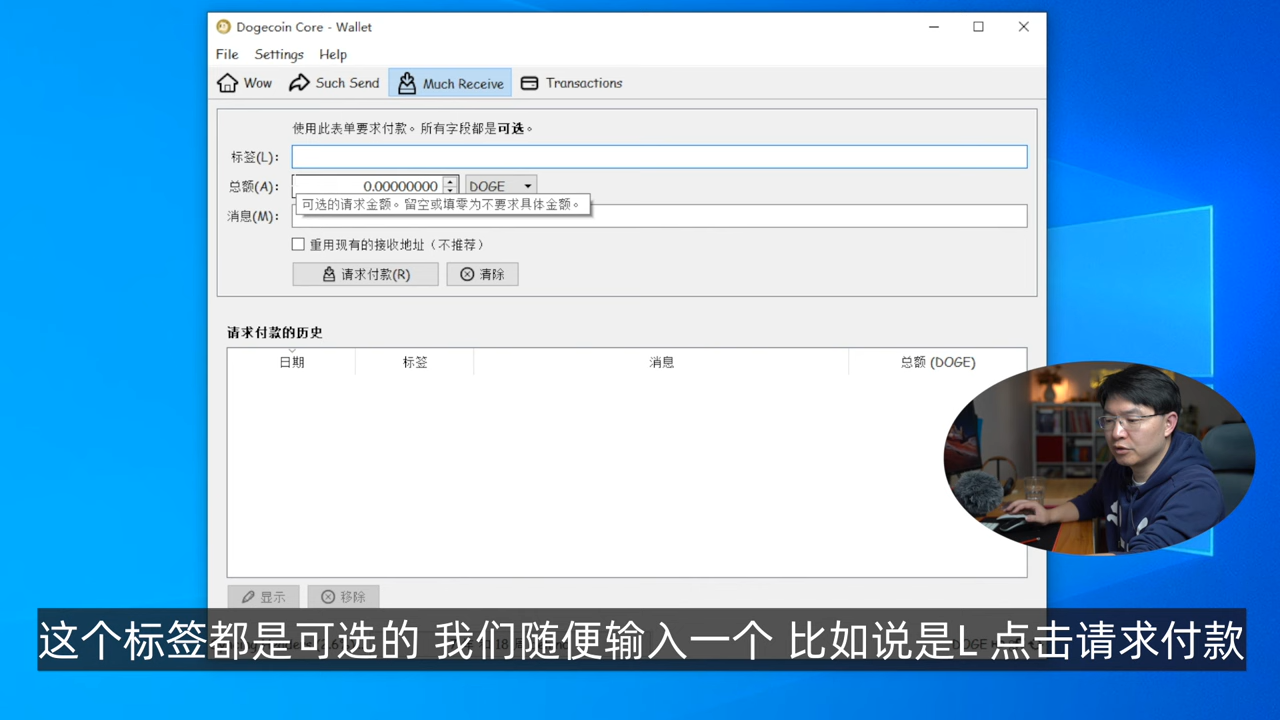 Dogecoin Core - Wallet
File Settings Help
Wow Such Send Much Receive Transactions
使用此表单要求付款。所有字段都是可选。
标签(L):
总额(A): 0.00000000 DOGE
可选的请求金额。留空或填零为不要求具体金额。
消息(M):
重用现有的接收地址（不推荐）
请求付款(R) 清除
请求付款的历史
日期 标签 消息 总额 (DOGE)
显示 移除
这个标签都是可选的 我们随便输入一个 比如说是L 点击请求付款